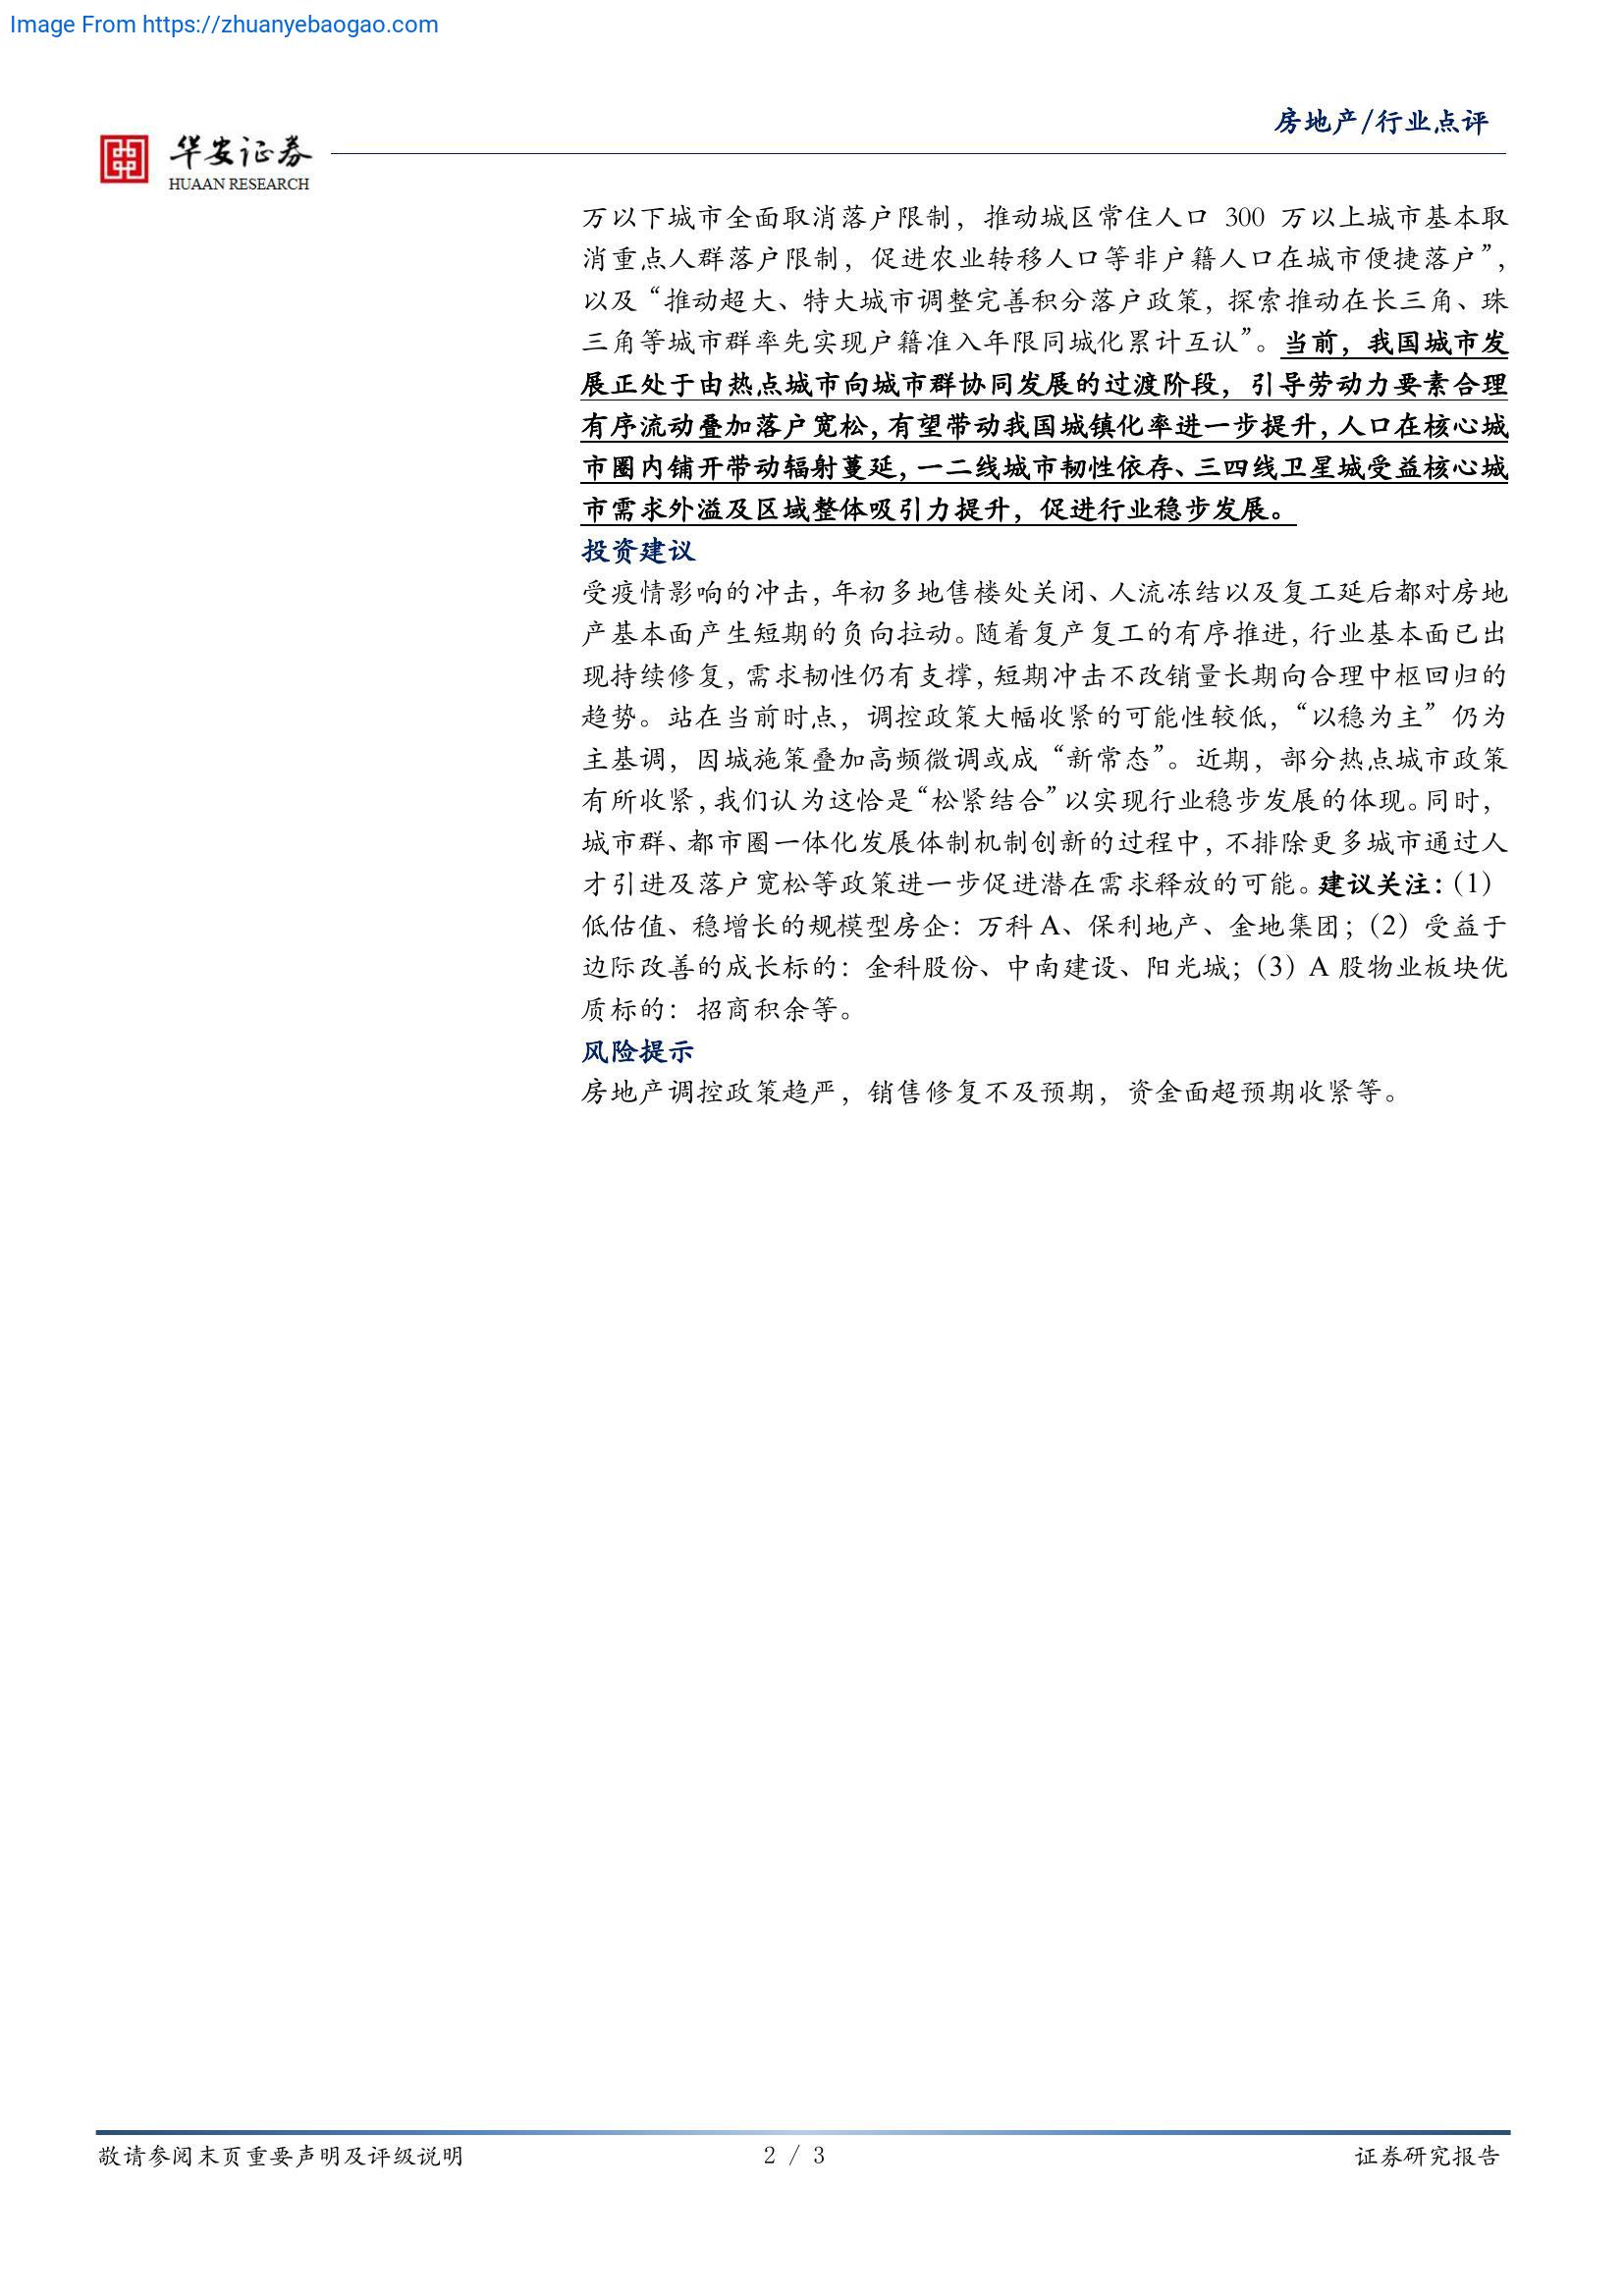 Image From https://zhuanyebaogao.com
房地产/行业点评
华安证券
HUAAN RESEARCH
万以下城市全面取消落户限制，推动城区常住人口 300 万以上城市基本取
消重点人群落户限制，促进农业转移人口等非户籍人口在城市便捷落户”，
以及“推动超大、特大城市调整完善积分落户政策，探索推动在长三角、珠
三角等城市群率先实现户籍准入年限同城化累计互认”。当前，我国城市发
展正处于由热点城市向城市群协同发展的过渡阶段，引导劳动力要素合理
有序流动叠加落户宽松，有望带动我国城镇化率进一步提升，人口在核心城
市圈内铺开带动辐射蔓延，一二线城市韧性依存、三四线卫星城受益核心城
市需求外溢及区域整体吸引力提升，促进行业稳步发展。
投资建议
受疫情影响的冲击，年初多地售楼处关闭、人流冻结以及复工延后都对房地
产基本面产生短期的负向拉动。随着复产复工的有序推进，行业基本面已出
现持续修复，需求韧性仍有支撑，短期冲击不改销量长期向合理中枢回归的
趋势。站在当前时点，调控政策大幅收紧的可能性较低，“以稳为主”仍为
主基调，因城施策叠加高频微调或成“新常态”。近期，部分热点城市政策
有所收紧，我们认为这恰是“松紧结合”以实现行业稳步发展的体现。同时，
城市群、都市圈一体化发展体制机制创新的过程中，不排除更多城市通过人
才引进及落户宽松等政策进一步促进潜在需求释放的可能。建议关注：（1）
低估值、稳增长的规模型房企：万科 A、保利地产、金地集团；（2）受益于
边际改善的成长标的：金科股份、中南建设、阳光城；（3）A 股物业板块优
质标的：招商积余等。
风险提示
房地产调控政策趋严，销售修复不及预期，资金面超预期收紧等。
敬请参阅末页重要声明及评级说明
2 / 3
证券研究报告